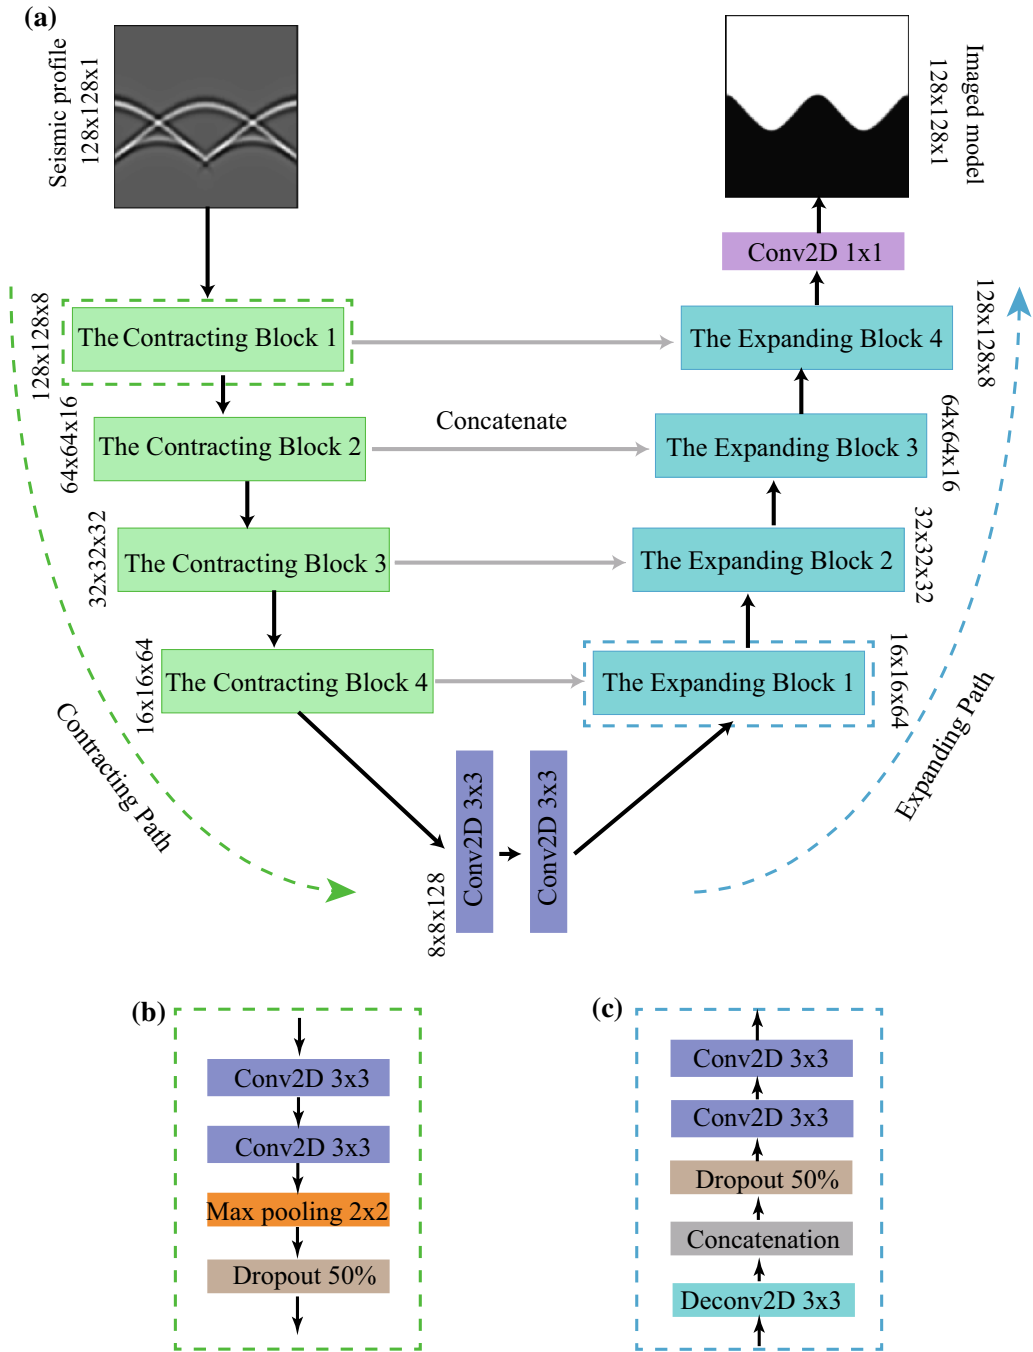 (a)
Seismic profile
128x128x1
Imaged model
128x128x1
Conv2D 1x1
128x128x8
The Contracting Block 1
The Expanding Block 4
128x128x8
64x64x16
The Contracting Block 2
Concatenate
The Expanding Block 3
64x64x16
32x32x32
The Contracting Block 3
The Expanding Block 2
32x32x32
16x16x64
The Contracting Block 4
The Expanding Block 1
16x16x64
Contracting Path
Expanding Path
8x8x128
Conv2D 3x3
Conv2D 3x3
(b)
Conv2D 3x3
Conv2D 3x3
Max pooling 2x2
Dropout 50%
(c)
Conv2D 3x3
Conv2D 3x3
Dropout 50%
Concatenation
Deconv2D 3x3